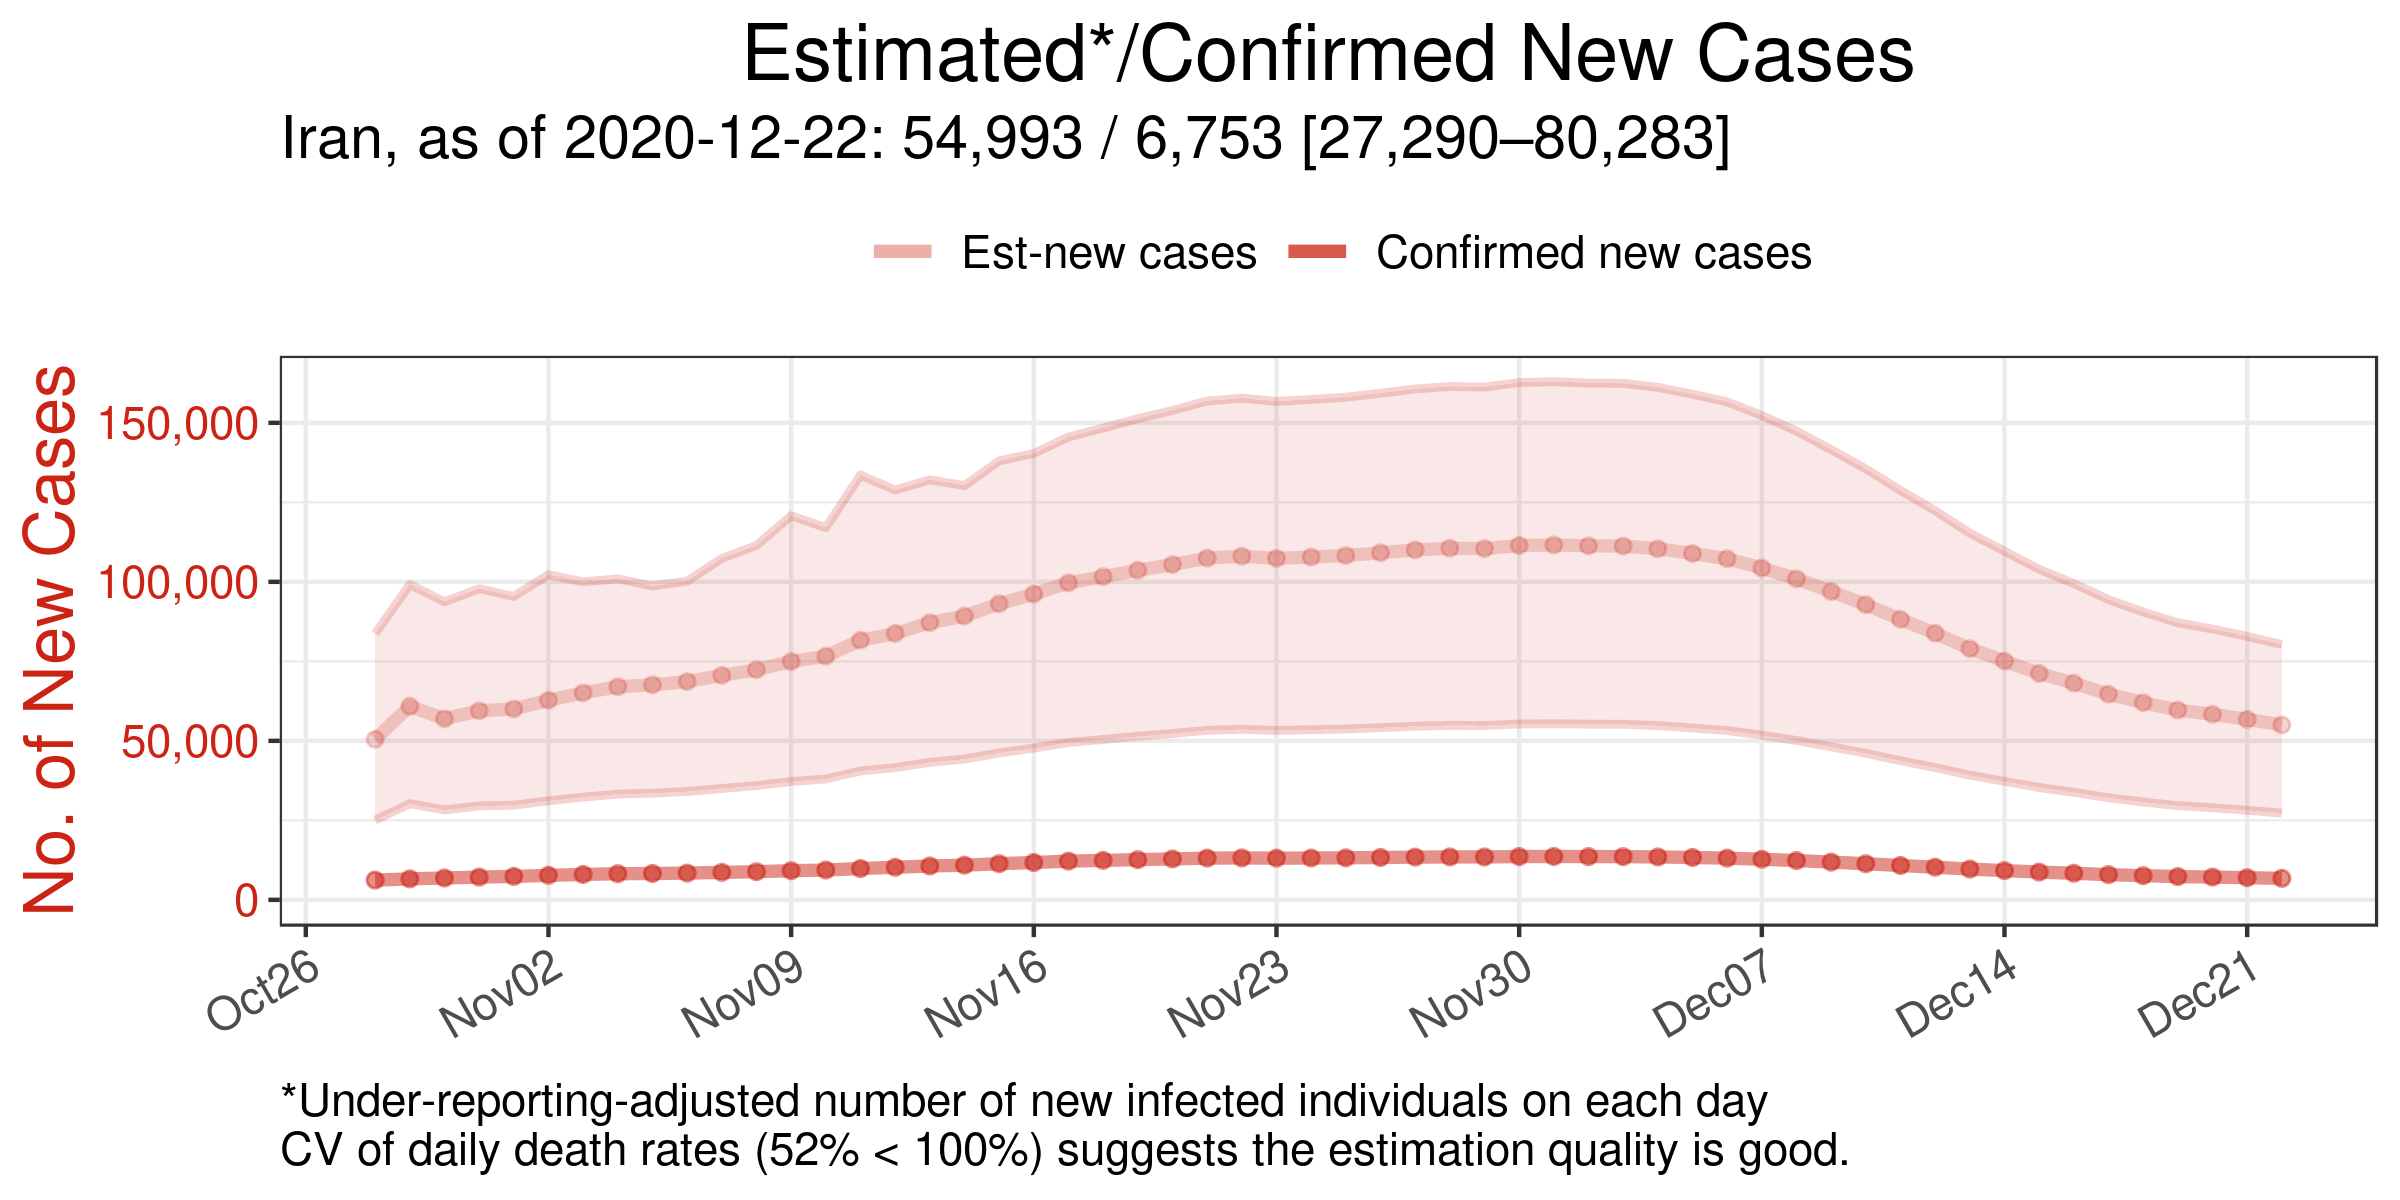 Estimated*/Confirmed New Cases
Iran, as of 2020-12-22: 54,993 / 6,753 [27,290–80,283]
Est-new cases
Confirmed new cases
No. of New Cases
150,000
100,000
50,000
0
Oct26
Nov02
Nov09
Nov16
Nov23
Nov30
Dec07
Dec14
Dec21
*Under-reporting-adjusted number of new infected individuals on each day
CV of daily death rates (52% < 100%) suggests the estimation quality is good.